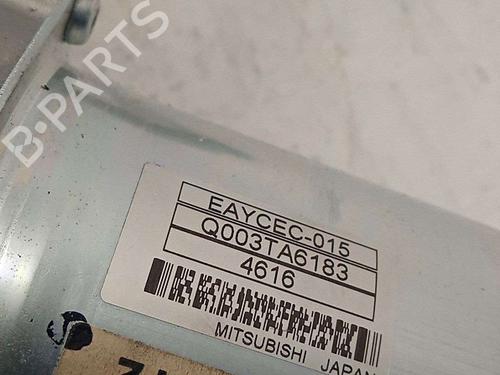 B-PARTS
EAYCEC-015
Q003TA6183
4616
MITSUBISHI JAPAN